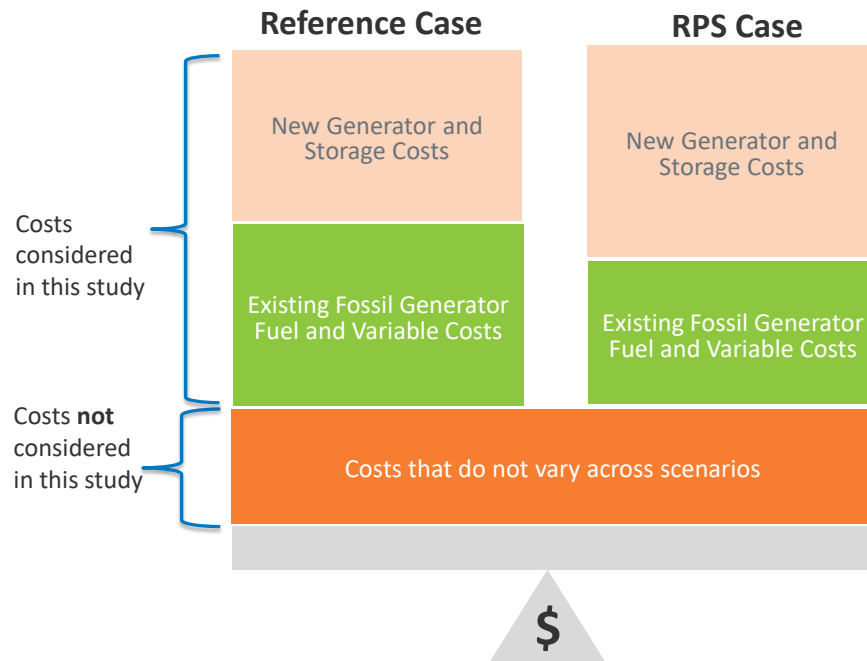 Reference Case
RPS Case
New Generator and
Storage Costs
New Generator and
Storage Costs
Costs
considered
in this study
Existing Fossil Generator
Fuel and Variable Costs
Existing Fossil Generator
Fuel and Variable Costs
Costs not
considered
in this study
Costs that do not vary across scenarios
$